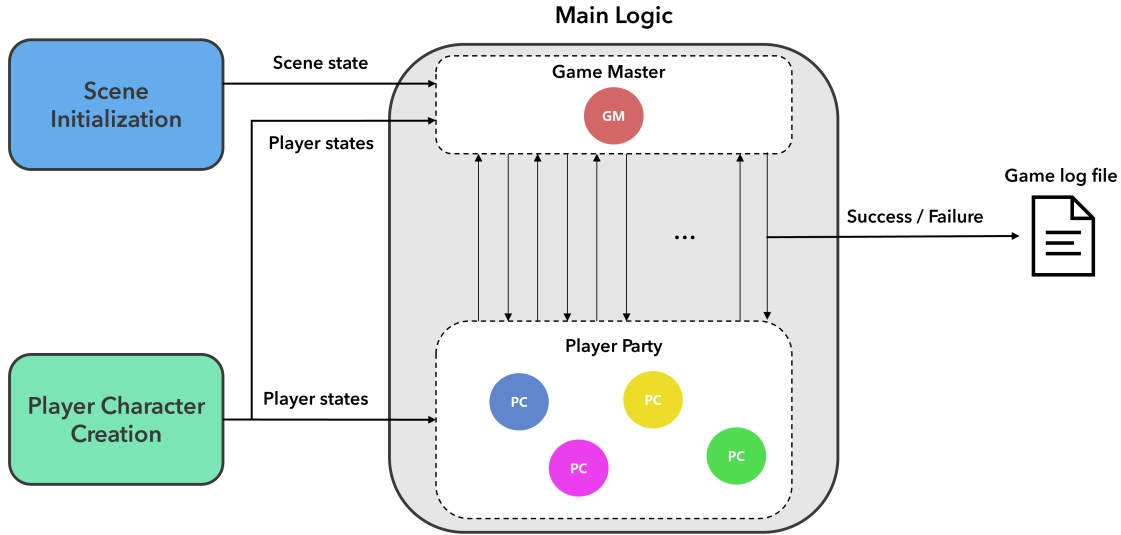 Main Logic
Scene state
Game Master
Scene
Initialization
GM
Player states
Game log file
Success / Failure
...
Player Party
Player states
PC
PC
Player Character
Creation
PC
PC